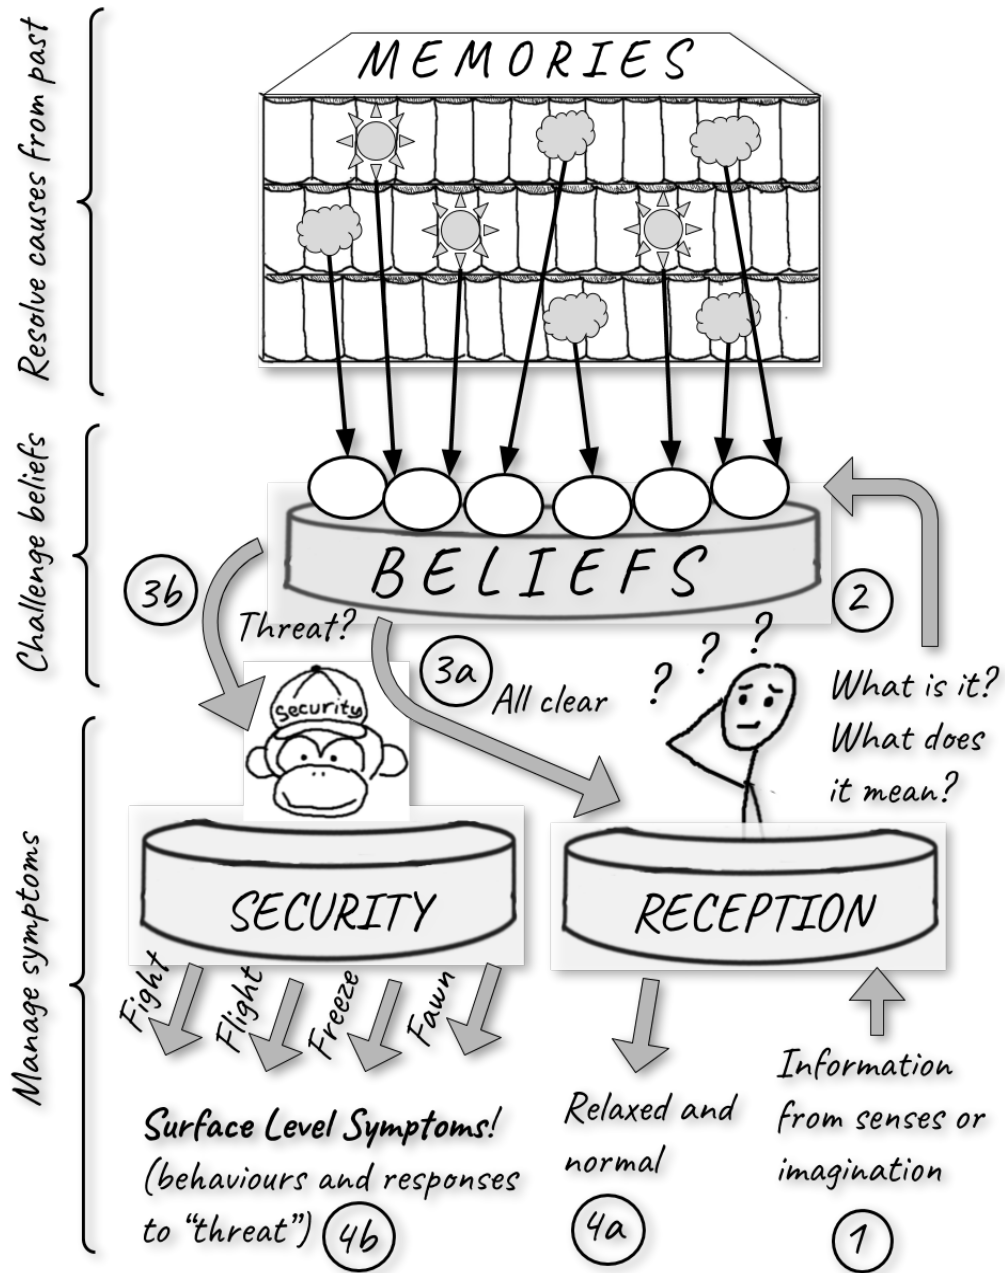 Resolve causes from past
MEMORIES
Challenge beliefs
BELIEFS
2
3b
Threat?
3a
All clear
? ? ?
What is it?
What does
it mean?
Security
Manage symptoms
SECURITY
RECEPTION
Fight
Flight
Freeze
Fawn
Surface Level Symptoms!
(behaviours and responses
to “threat”)
4b
Relaxed and
normal
4a
Information
from senses or
imagination
1